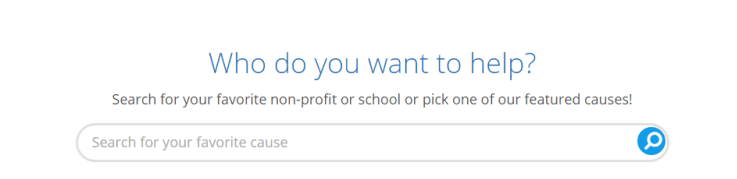 Who do you want to help?
Search for your favorite non-profit or school or pick one of our featured causes!
Search for your favorite cause